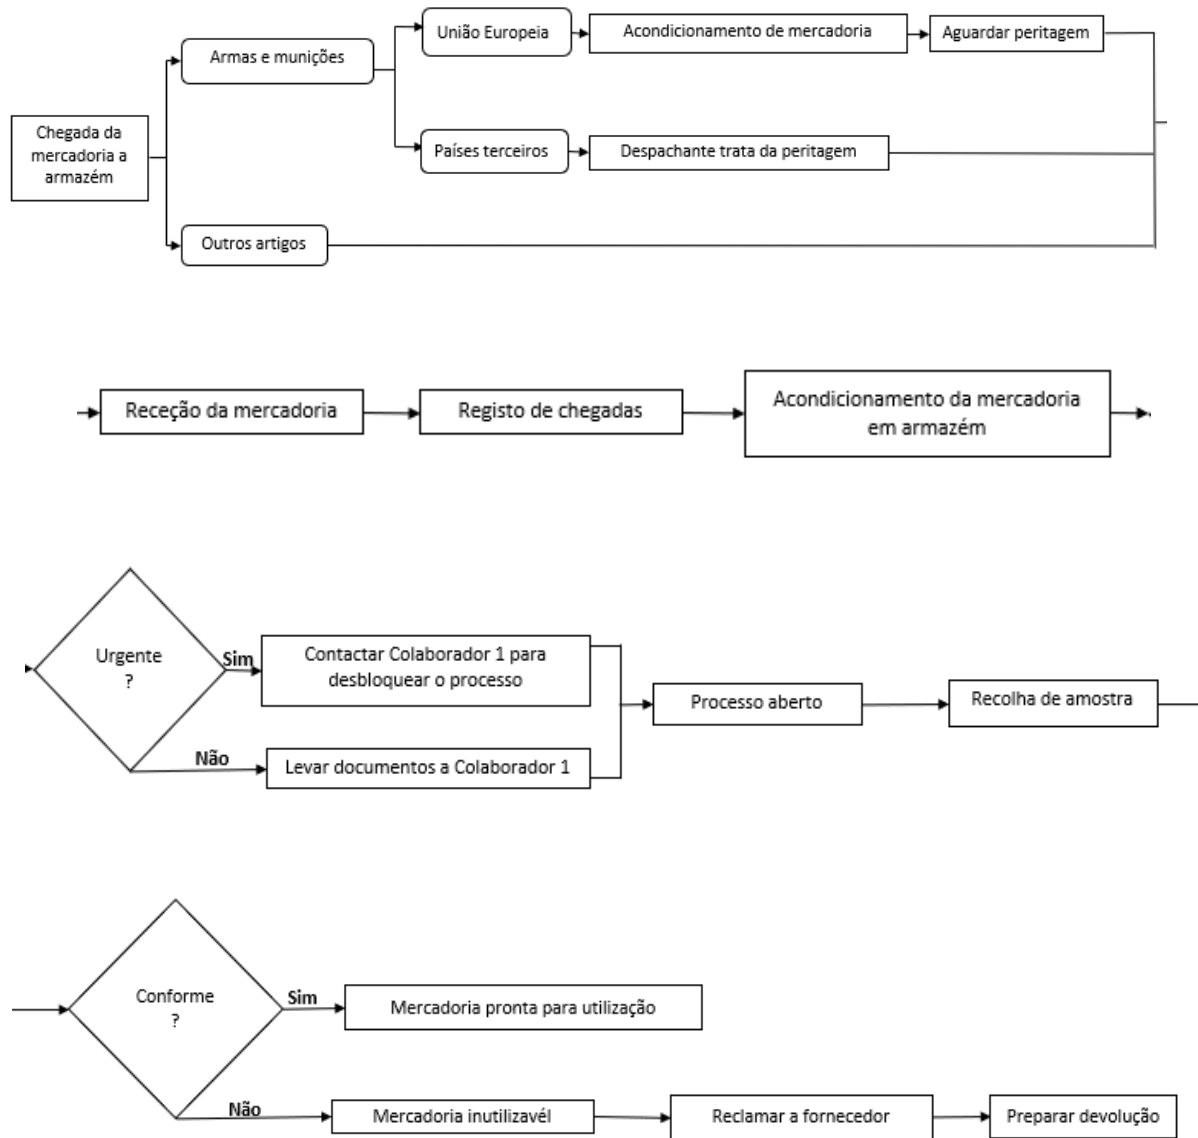 União Europeia
Acondicionamento de mercadoria
Aguardar peritagem
Armas e munições
Chegada da
mercadoria a
armazém
Países terceiros
Despachante trata da peritagem
Outros artigos
Receção da mercadoria
Registo de chegadas
Acondicionamento da mercadoria
em armazém
Urgente
?
Sim
Contactar Colaborador 1 para
desbloquear o processo
Processo aberto
Recolha de amostra
Não
Levar documentos a Colaborador 1
Conforme
?
Sim
Mercadoria pronta para utilização
Não
Mercadoria inutilizavél
Reclamar a fornecedor
Preparar devolução